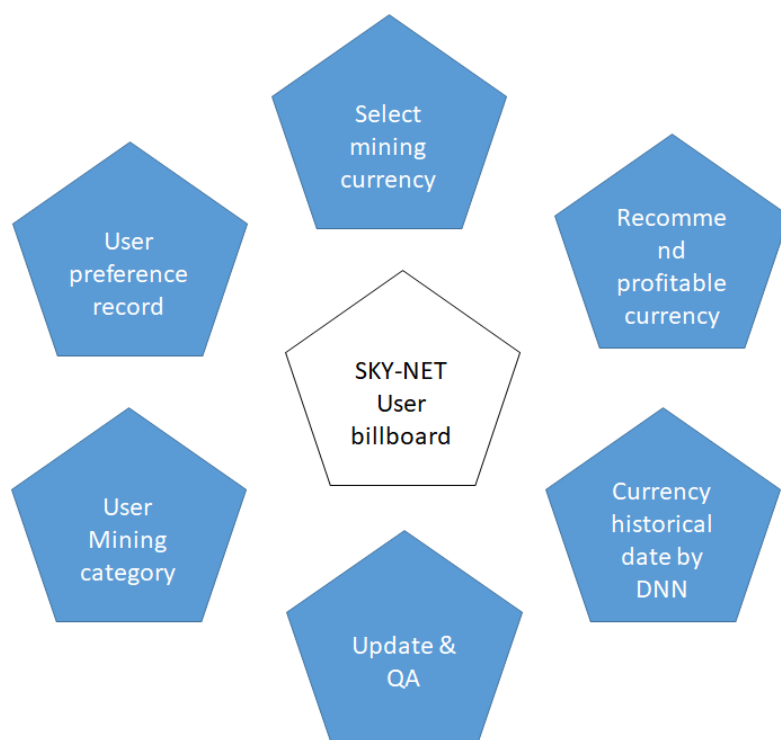 Select
mining
currency
User
preference
record
Recomme
nd
profitable
currency
SKY-NET
User
billboard
User
Mining
category
Currency
historical
date by
DNN
Update &
QA